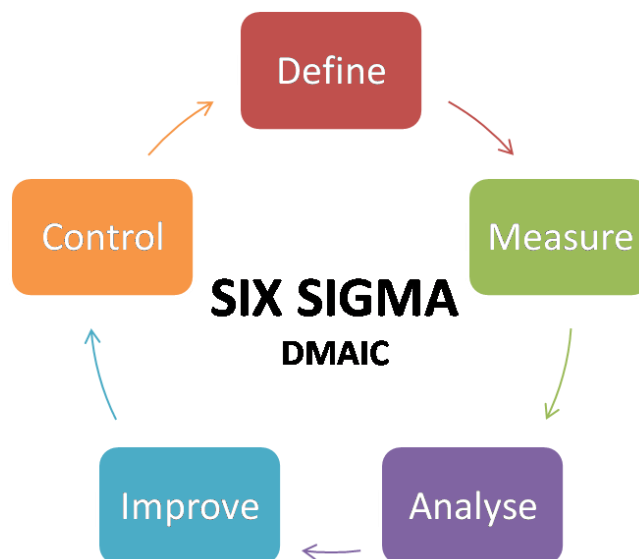 Define
Measure
Analyse
Improve
Control
SIX SIGMA
DMAIC